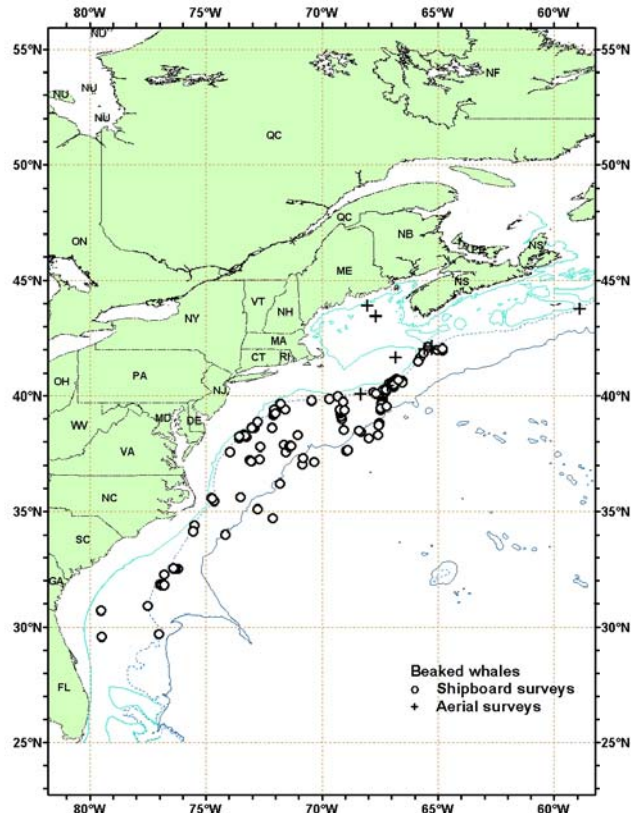 80°W 75°W 70°W 65°W 60°W
55°N 55°N
ND
NU
NU
NU
NF
QC
50°N 50°N
QC
NB
ON
PE
NS
ME
45°N 45°N
NS
VT
NH
NY
MA
CT RI
PA
OH
NJ
40°N 40°N
MD
DE
WV
VA
NC
35°N 35°N
SC
GA
30°N 30°N
FL
Beaked whales
Shipboard surveys
Aerial surveys
25°N 25°N
80°W 75°W 70°W 65°W 60°W